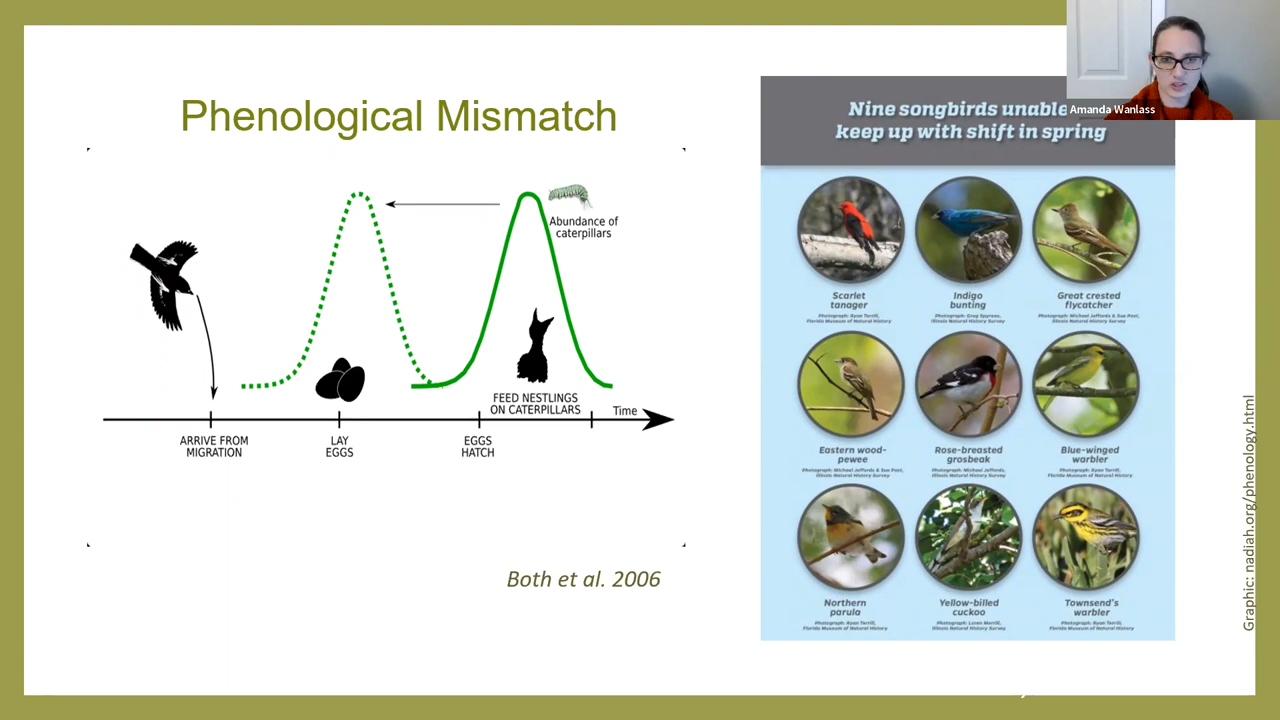 Phenological Mismatch
Abundance of
caterpillars
FEED NESTLINGS
ON CATERPILLARS
Time
ARRIVE FROM
MIGRATION
LAY
EGGS
EGGS
HATCH
Both et al. 2006
Amanda Wanlass
Nine songbirds unable
keep up with shift in spring
Scarlet
tanager
Photograph: Ryan Terrill,
Florida Museum of Natural History
Indigo
bunting
Photograph: Greg Spyreas,
Illinois Natural History Survey
Great crested
flycatcher
Photograph: Michael Jeffords & Sue Post,
Illinois Natural History Survey
Eastern wood-
pewee
Photograph: Michael Jeffords & Sue Post,
Illinois Natural History Survey
Rose-breasted
grosbeak
Photograph: Michael Jeffords,
Illinois Natural History Survey
Blue-winged
warbler
Photograph: Ryan Terrill,
Florida Museum of Natural History
Northern
parula
Photograph: Ryan Terrill,
Florida Museum of Natural History
Yellow-billed
cuckoo
Photograph: Loren Merrill,
Illinois Natural History Survey
Townsend's
warbler
Photograph: Ryan Terrill,
Florida Museum of Natural History
Graphic: nadiah.org/phenology.html